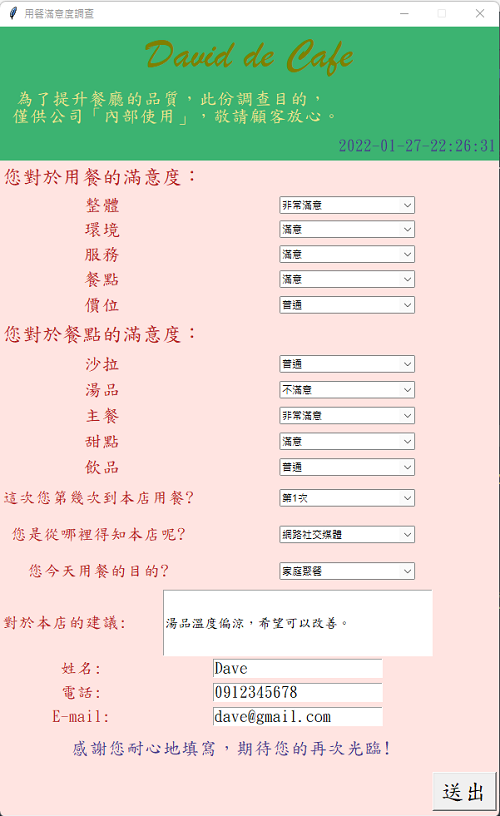 用餐滿意度調查
David de Cafe
為了提升餐廳的品質，此份調查目的，
僅供公司「內部使用」，敬請顧客放心。
2022-01-27-22:26:31
您對於用餐的滿意度：
整體 非常滿意
環境 滿意
服務 滿意
餐點 滿意
價位 普通
您對於餐點的滿意度：
沙拉 普通
湯品 不滿意
主餐 非常滿意
甜點 滿意
飲品 普通
這次您第幾次到本店用餐? 第1次
您是從哪裡得知本店呢? 網路社交媒體
您今天用餐的目的? 家庭聚餐
對於本店的建議: 湯品溫度偏涼，希望可以改善。
姓名: Dave
電話: 0912345678
E-mail: dave@gmail.com
感謝您耐心地填寫，期待您的再次光臨!
送出